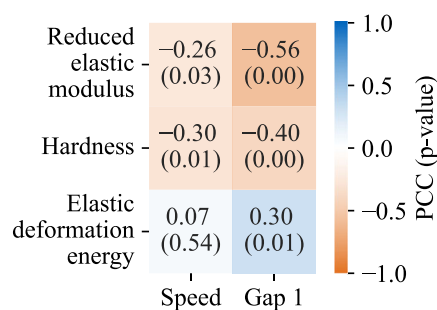 Reduced
elastic
modulus
−0.26
(0.03)
−0.56
(0.00)
Hardness
−0.30
(0.01)
−0.40
(0.00)
Elastic
deformation
energy
0.07
(0.54)
0.30
(0.01)
Speed
Gap 1
1.0
0.5
0.0
−0.5
−1.0
PCC (p-value)